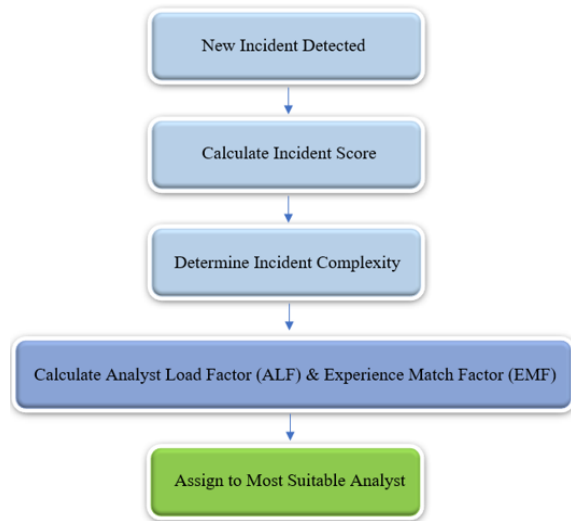 New Incident Detected
Calculate Incident Score
Determine Incident Complexity
Calculate Analyst Load Factor (ALF) & Experience Match Factor (EMF)
Assign to Most Suitable Analyst